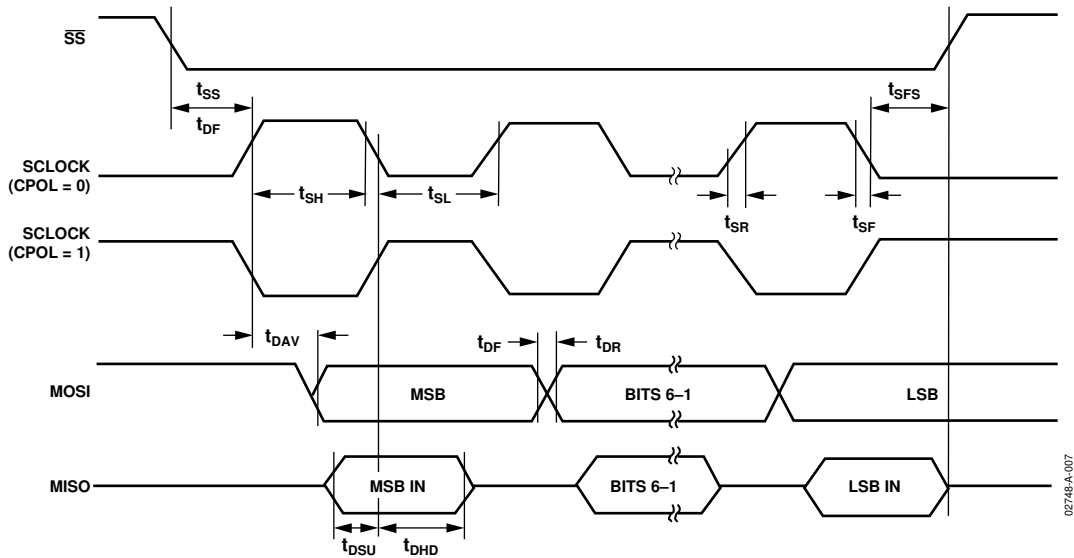 SS
tSS
tDF
tSFS
SCLOCK
(CPOL = 0)
tSH
tSL
tSR
tSF
SCLOCK
(CPOL = 1)
tDAV
tDF
tDR
MOSI
MSB
BITS 6–1
LSB
MISO
MSB IN
BITS 6–1
LSB IN
tDSU
tDHD
02748-A-007